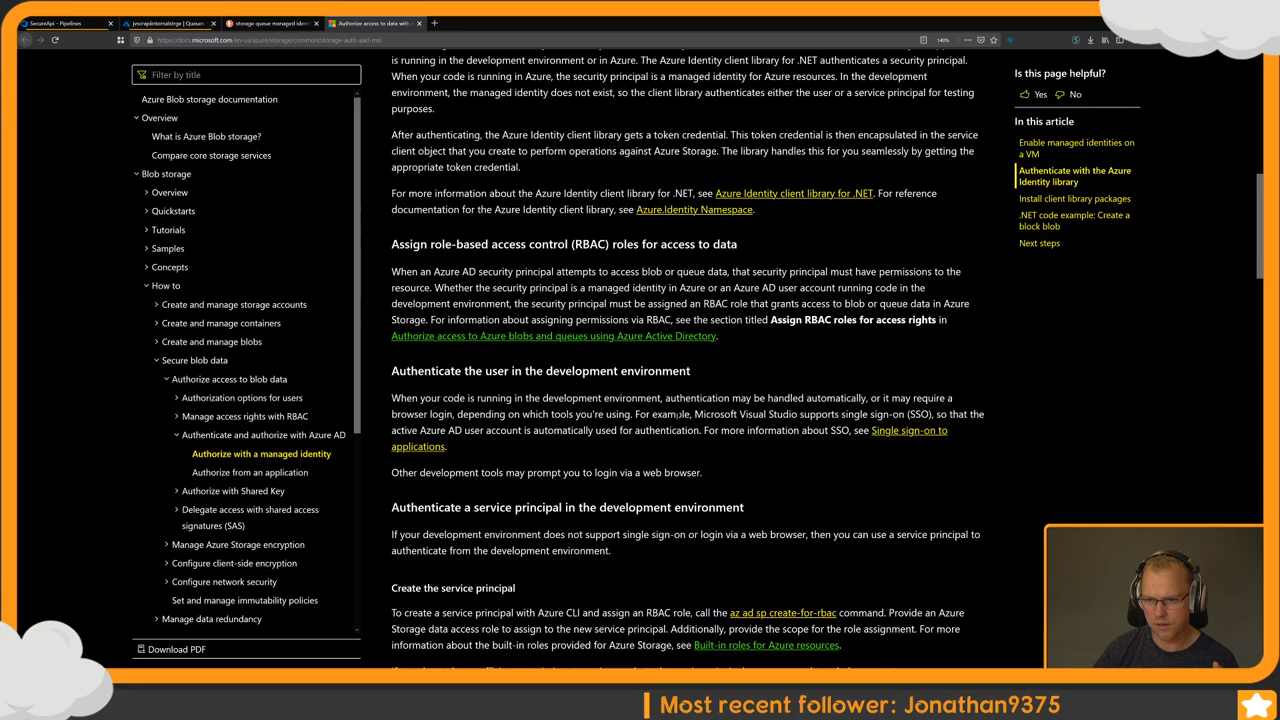 SecureApi - Pipelines
jvscrapiinternalstrge | Queues
storage queue managed iden
Authorize access to data with
https://docs.microsoft.com/en-us/azure/storage/common/storage-auth-aad-msi
140%
Filter by title
Azure Blob storage documentation
Overview
What is Azure Blob storage?
Compare core storage services
Blob storage
Overview
Quickstarts
Tutorials
Samples
Concepts
How to
Create and manage storage accounts
Create and manage containers
Create and manage blobs
Secure blob data
Authorize access to blob data
Authorization options for users
Manage access rights with RBAC
Authenticate and authorize with Azure AD
Authorize with a managed identity
Authorize from an application
Authorize with Shared Key
Delegate access with shared access
signatures (SAS)
Manage Azure Storage encryption
Configure client-side encryption
Configure network security
Set and manage immutability policies
Manage data redundancy
Download PDF
is running in the development environment or in Azure. The Azure Identity client library for .NET authenticates a security principal.
When your code is running in Azure, the security principal is a managed identity for Azure resources. In the development
environment, the managed identity does not exist, so the client library authenticates either the user or a service principal for testing
purposes.
After authenticating, the Azure Identity client library gets a token credential. This token credential is then encapsulated in the service
client object that you create to perform operations against Azure Storage. The library handles this for you seamlessly by getting the
appropriate token credential.
For more information about the Azure Identity client library for .NET, see Azure Identity client library for .NET. For reference
documentation for the Azure Identity client library, see Azure.Identity Namespace.
Assign role-based access control (RBAC) roles for access to data
When an Azure AD security principal attempts to access blob or queue data, that security principal must have permissions to the
resource. Whether the security principal is a managed identity in Azure or an Azure AD user account running code in the
development environment, the security principal must be assigned an RBAC role that grants access to blob or queue data in Azure
Storage. For information about assigning permissions via RBAC, see the section titled Assign RBAC roles for access rights in
Authorize access to Azure blobs and queues using Azure Active Directory.
Authenticate the user in the development environment
When your code is running in the development environment, authentication may be handled automatically, or it may require a
browser login, depending on which tools you're using. For example, Microsoft Visual Studio supports single sign-on (SSO), so that the
active Azure AD user account is automatically used for authentication. For more information about SSO, see Single sign-on to
applications.
Other development tools may prompt you to login via a web browser.
Authenticate a service principal in the development environment
If your development environment does not support single sign-on or login via a web browser, then you can use a service principal to
authenticate from the development environment.
Create the service principal
To create a service principal with Azure CLI and assign an RBAC role, call the az ad sp create-for-rbac command. Provide an Azure
Storage data access role to assign to the new service principal. Additionally, provide the scope for the role assignment. For more
information about the built-in roles provided for Azure Storage, see Built-in roles for Azure resources.
Is this page helpful?
Yes No
In this article
Enable managed identities on
a VM
Authenticate with the Azure
Identity library
Install client library packages
.NET code example: Create a
block blob
Next steps
Most recent follower: Jonathan9375